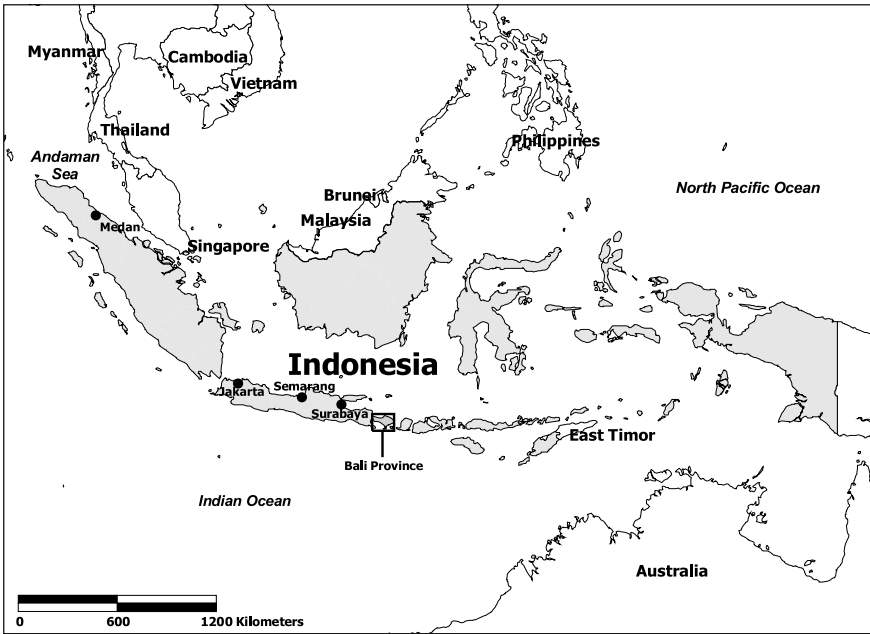 Myanmar
Cambodia
Vietnam
Thailand
Philippines
Andaman
Sea
Brunei
North Pacific Ocean
Malaysia
Medan
Singapore
Indonesia
Jakarta
Semarang
Surabaya
East Timor
Bali Province
Indian Ocean
Australia
0 600 1200 Kilometers